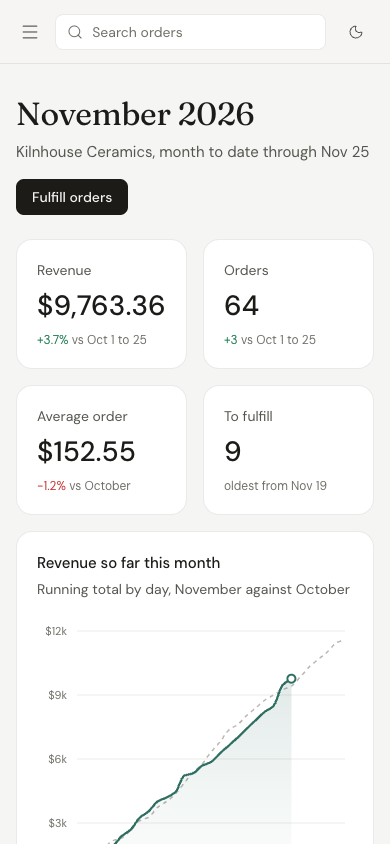 Search orders
November 2026
Kilnhouse Ceramics, month to date through Nov 25
Fulfill orders
Revenue
$9,763.36
+3.7% vs Oct 1 to 25
Orders
64
+3 vs Oct 1 to 25
Average order
$152.55
-1.2% vs October
To fulfill
9
oldest from Nov 19
Revenue so far this month
Running total by day, November against October
$12k
$9k
$6k
$3k